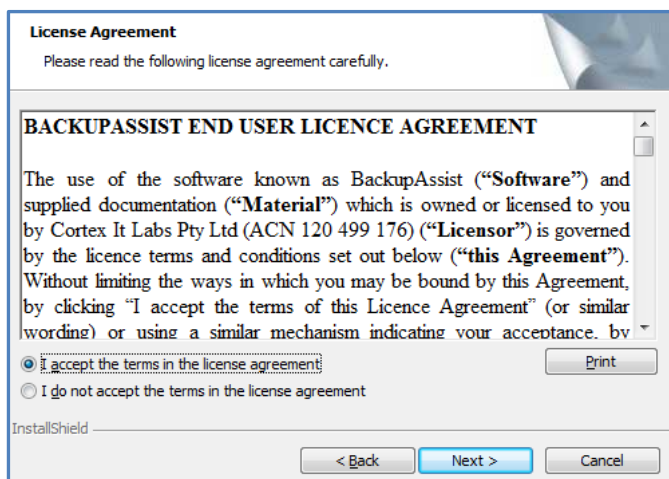 License Agreement
Please read the following license agreement carefully.
BACKUPASSIST END USER LICENCE AGREEMENT
The use of the software known as BackupAssist (“Software”) and
supplied documentation (“Material”) which is owned or licensed to you
by Cortex It Labs Pty Ltd (ACN 120 499 176) (“Licensor”) is governed
by the licence terms and conditions set out below (“this Agreement”).
Without limiting the ways in which you may be bound by this Agreement,
by clicking “I accept the terms of this Licence Agreement” (or similar
wording) or using a similar mechanism indicating your acceptance, by
I accept the terms in the license agreement
Print
I do not accept the terms in the license agreement
InstallShield
< Back
Next >
Cancel